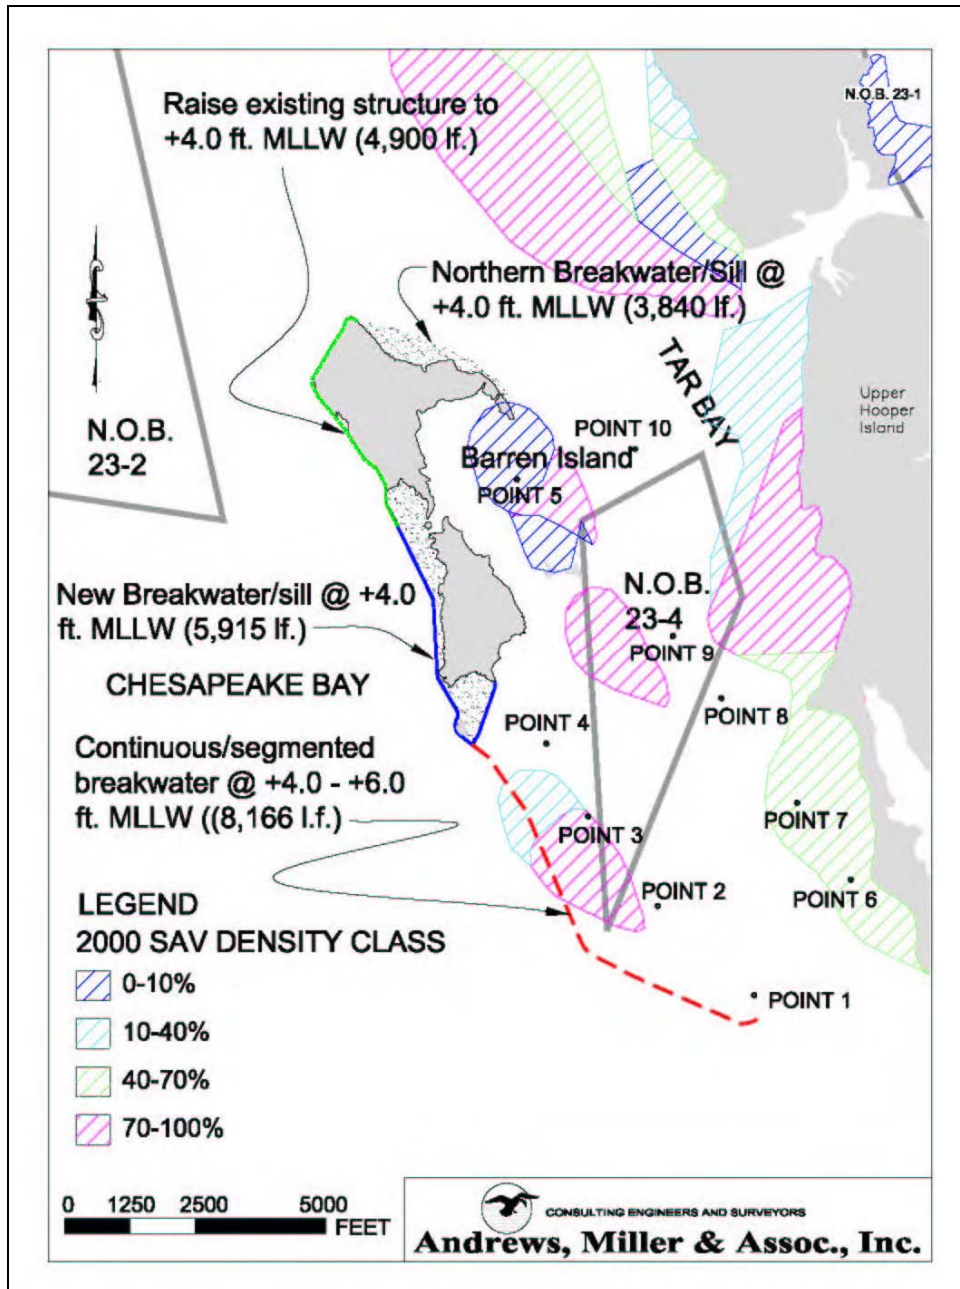 Raise existing structure to
+4.0 ft. MLLW (4,900 lf.)
N.O.B. 23-1
Northern Breakwater/Sill @
+4.0 ft. MLLW (3,840 lf.)
TAR BAY
Upper
Hooper
Island
N.O.B.
23-2
POINT 10
Barren Island
POINT 5
New Breakwater/sill @ +4.0
ft. MLLW (5,915 lf.)
N.O.B.
23-4
POINT 9
CHESAPEAKE BAY
POINT 4
POINT 8
Continuous/segmented
breakwater @ +4.0 - +6.0
ft. MLLW ((8,166 l.f.)
POINT 3
POINT 7
POINT 2
POINT 6
POINT 1
LEGEND
2000 SAV DENSITY CLASS
0-10%
10-40%
40-70%
70-100%
0 1250 2500 5000
FEET
CONSULTING ENGINEERS AND SURVEYORS
Andrews, Miller & Assoc., Inc.